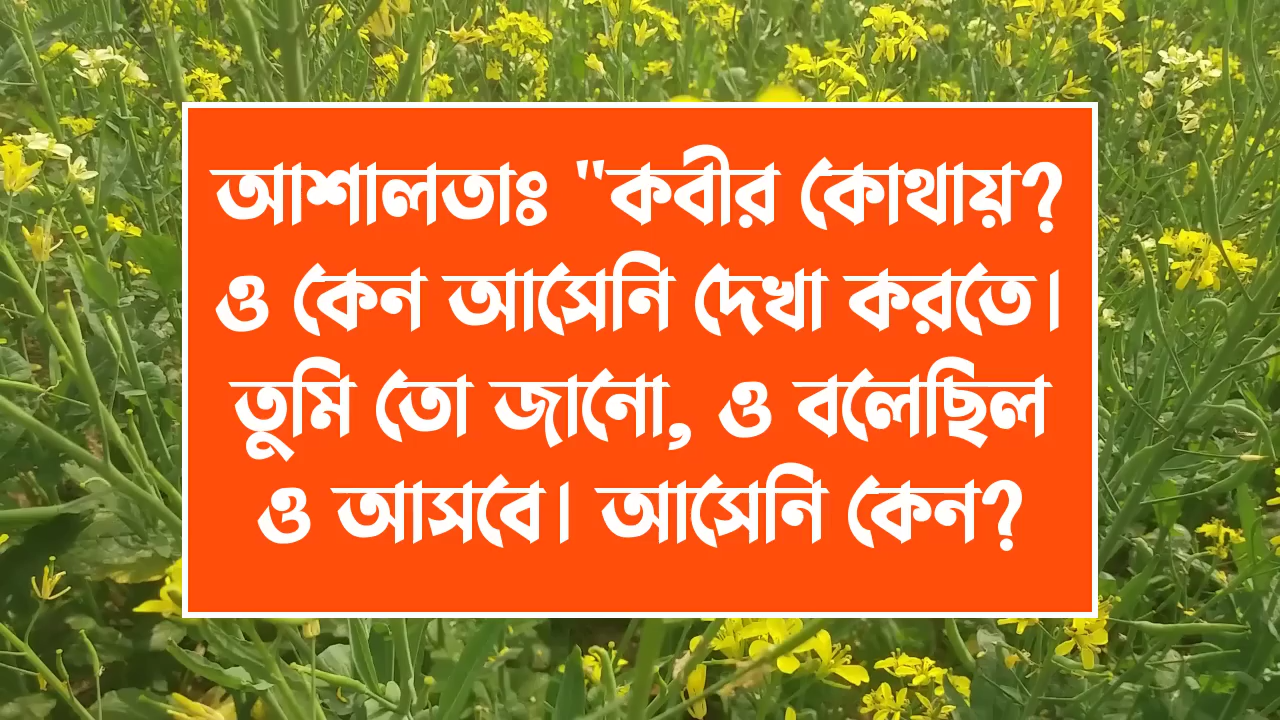 আশালতাঃ "কবীর কোথায়?
ও কেন আসেনি দেখা করতে।
তুমি তো জানো, ও বলেছিল
ও আসবে। আসেনি কেন?